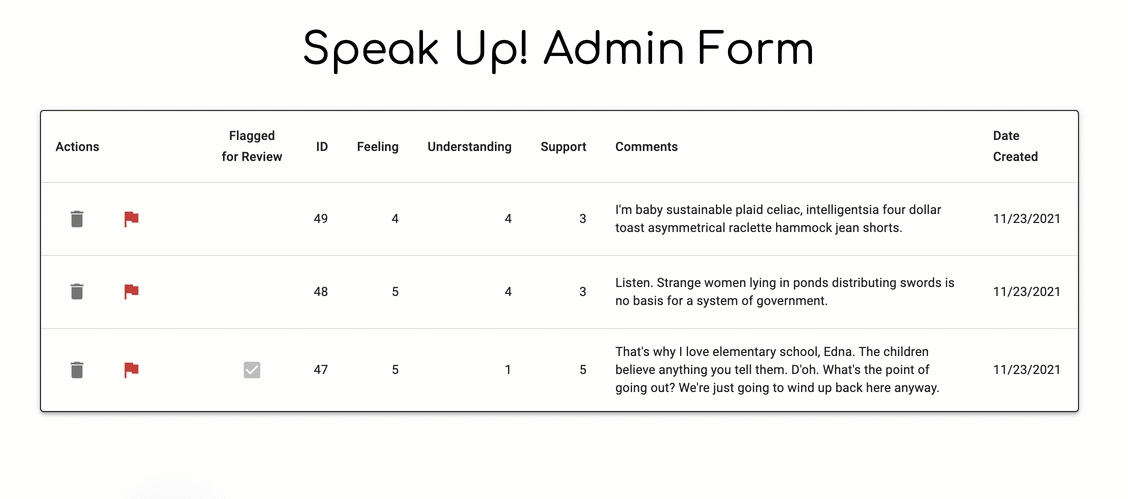 Speak Up! Admin Form
Actions
Flagged
for Review
ID
Feeling
Understanding
Support
Comments
Date
Created
49
4
4
3
I'm baby sustainable plaid celiac, intelligentsia four dollar
toast asymmetrical raclette hammock jean shorts.
11/23/2021
48
5
4
3
Listen. Strange women lying in ponds distributing swords is
no basis for a system of government.
11/23/2021
47
5
1
5
That's why I love elementary school, Edna. The children
believe anything you tell them. D'oh. What's the point of
going out? We're just going to wind up back here anyway.
11/23/2021